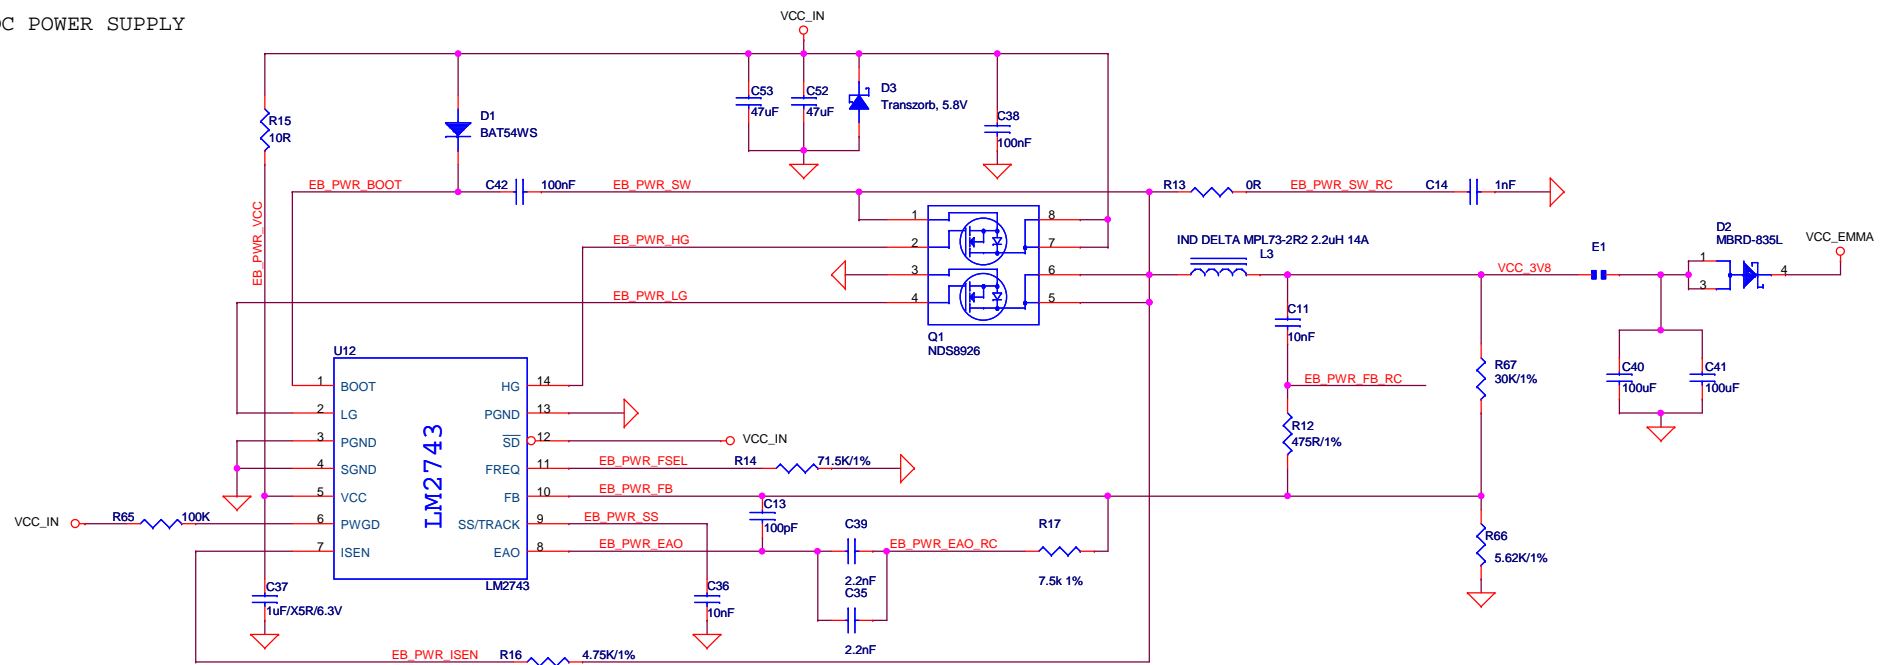 DC POWER SUPPLY
VCC_IN
R15
10R
D1
BAT54WS
C53
47uF
C52
47uF
D3
Transzorb, 5.8V
C38
100nF
EB_PWR_BOOT
C42
100nF
EB_PWR_SW
R13
0R
EB_PWR_SW_RC
C14
1nF
EB_PWR_VCC
EB_PWR_HG
EB_PWR_LG
1
2
3
4
8
7
6
5
Q1
NDS8926
IND DELTA MPL73-2R2 2.2uH 14A
L3
VCC_3V8
E1
D2
MBRD-835L
1
3
4
VCC_EMMA
C11
10nF
EB_PWR_FB_RC
R12
475R/1%
R67
30K/1%
C40
100uF
C41
100uF
U12
LM2743
1
BOOT
2
LG
3
PGND
4
SGND
5
VCC
6
PWGD
7
ISEN
HG
14
PGND
13
SD
12
FREQ
11
FB
10
SS/TRACK
9
EAO
8
LM2743
VCC_IN
EB_PWR_FSEL
R14
71.5K/1%
EB_PWR_FB
EB_PWR_SS
EB_PWR_EAO
C13
100pF
C39
2.2nF
C35
2.2nF
EB_PWR_EAO_RC
R17
7.5k 1%
R66
5.62K/1%
VCC_IN
R65
100K
C37
1uF/X5R/6.3V
C36
10nF
EB_PWR_ISEN
R16
4.75K/1%